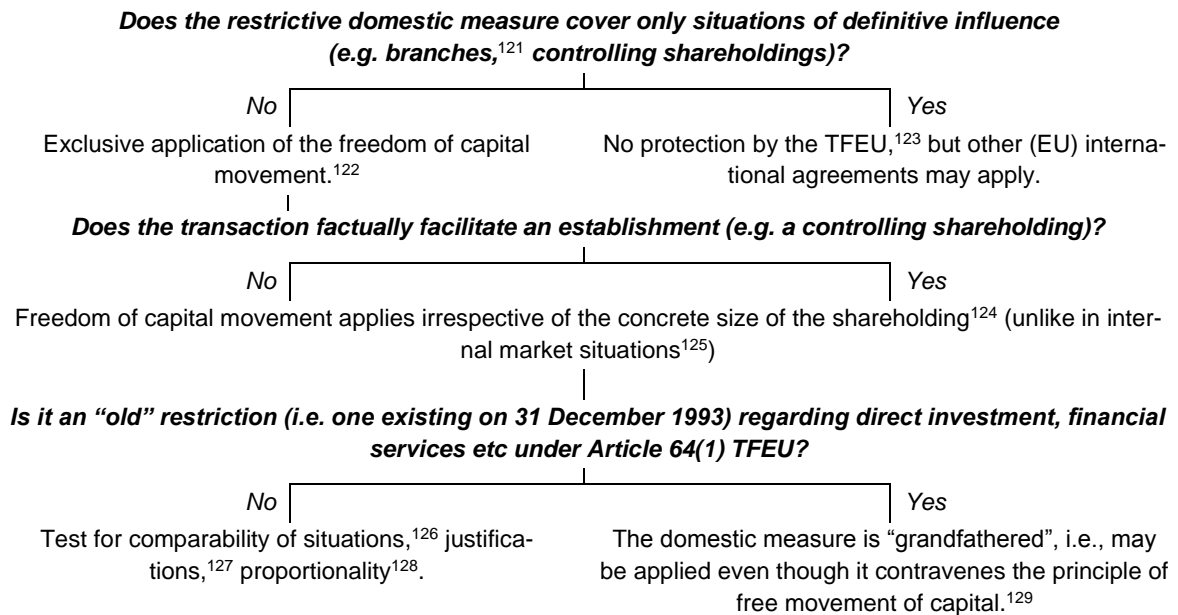 Does the restrictive domestic measure cover only situations of definitive influence
(e.g. branches,¹²¹ controlling shareholdings)?
No
Yes
Exclusive application of the freedom of capital
movement.¹²²
No protection by the TFEU,¹²³ but other (EU) interna-
tional agreements may apply.
Does the transaction factually facilitate an establishment (e.g. a controlling shareholding)?
No
Yes
Freedom of capital movement applies irrespective of the concrete size of the shareholding¹²⁴ (unlike in inter-
nal market situations¹²⁵)
Is it an “old” restriction (i.e. one existing on 31 December 1993) regarding direct investment, financial
services etc under Article 64(1) TFEU?
No
Yes
Test for comparability of situations,¹²⁶ justifica-
tions,¹²⁷ proportionality¹²⁸.
The domestic measure is “grandfathered”, i.e., may
be applied even though it contravenes the principle of
free movement of capital.¹²⁹